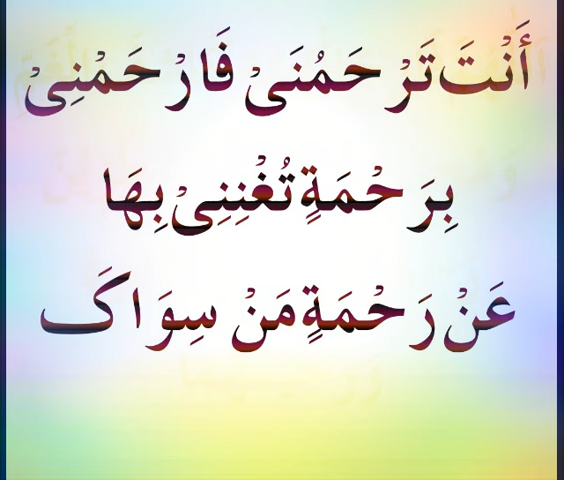 أَنْتَ تَرْحَمُنَى فَارْحَمْنِىْ
بِرَحْمَةِ تُغْنِنِىْ بِهَا
عَنْ رَحْمَةِ مَنْ سِوَاكَ